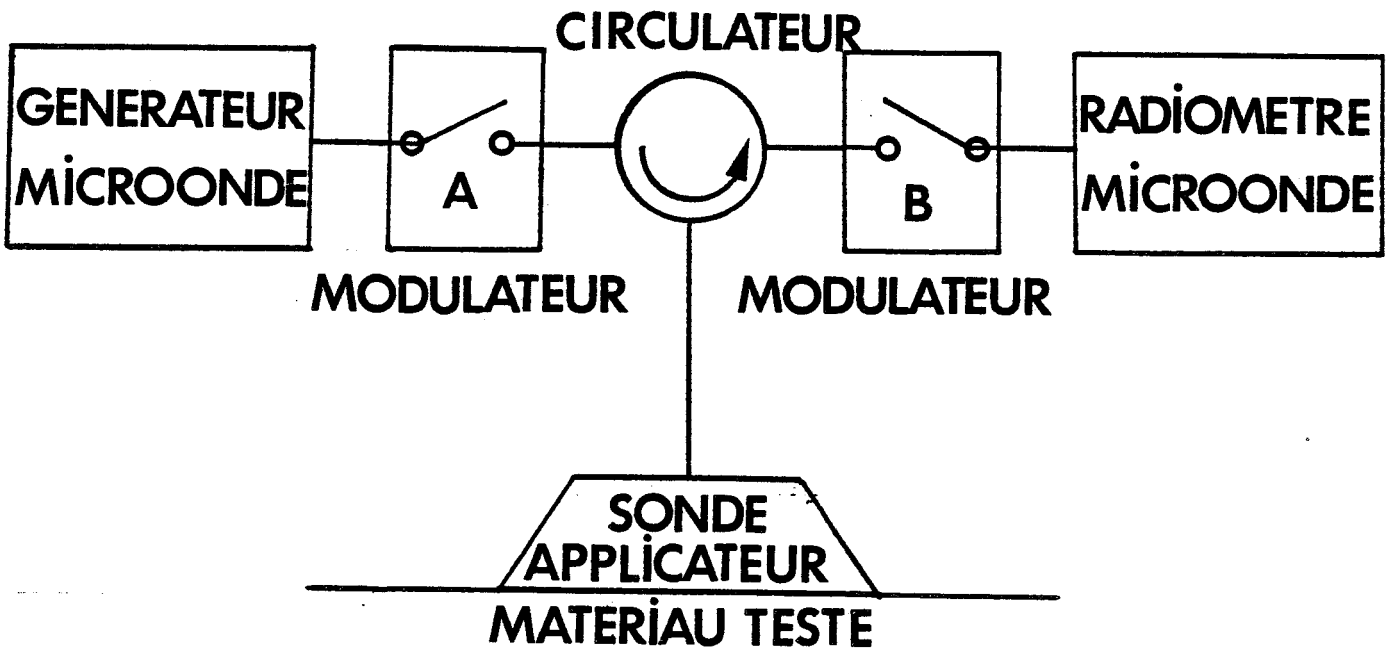 CIRCULATEUR
GENERATEUR
MiCROONDE
A
B
RADiOMETRE
MiCROONDE
MODULATEUR
MODULATEUR
SONDE
APPLiCATEUR
MATERiAU TESTE